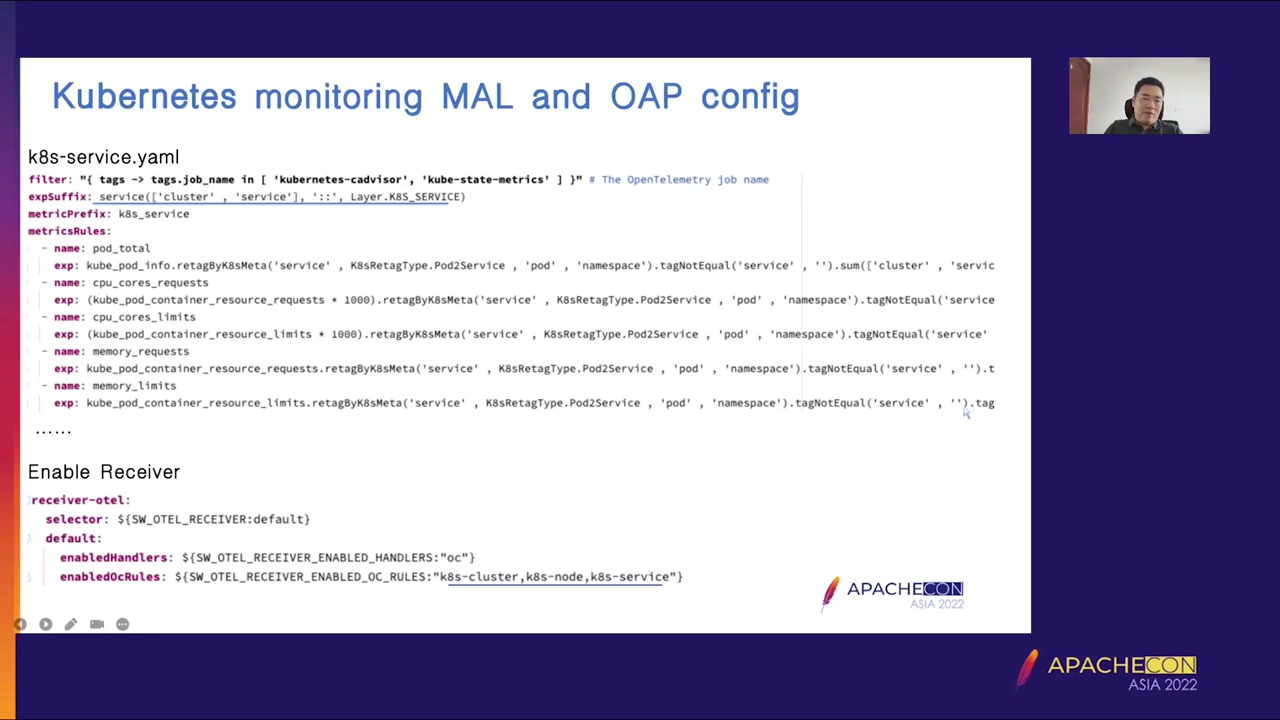 Kubernetes monitoring MAL and OAP config
k8s-service.yaml
filter: "{ tags -> tags.job_name in [ 'kubernetes-cadvisor', 'kube-state-metrics' ] }" # The OpenTelemetry job name
expSuffix: service(['cluster' , 'service'], '::', Layer.K8S_SERVICE)
metricPrefix: k8s_service
metricsRules:
- name: pod_total
exp: kube_pod_info.retagByK8sMeta('service' , K8sRetagType.Pod2Service , 'pod' , 'namespace').tagNotEqual('service' , '').sum(['cluster' , 'servic
- name: cpu_cores_requests
exp: (kube_pod_container_resource_requests * 1000).retagByK8sMeta('service' , K8sRetagType.Pod2Service , 'pod' , 'namespace').tagNotEqual('service
- name: cpu_cores_limits
exp: (kube_pod_container_resource_limits * 1000).retagByK8sMeta('service' , K8sRetagType.Pod2Service , 'pod' , 'namespace').tagNotEqual('service'
- name: memory_requests
exp: kube_pod_container_resource_requests.retagByK8sMeta('service' , K8sRetagType.Pod2Service , 'pod' , 'namespace').tagNotEqual('service' , '').t
- name: memory_limits
exp: kube_pod_container_resource_limits.retagByK8sMeta('service' , K8sRetagType.Pod2Service , 'pod' , 'namespace').tagNotEqual('service' , '').tag
......
Enable Receiver
receiver-otel:
selector: ${SW_OTEL_RECEIVER:default}
default:
enabledHandlers: ${SW_OTEL_RECEIVER_ENABLED_HANDLERS:"oc"}
enabledOcRules: ${SW_OTEL_RECEIVER_ENABLED_OC_RULES:"k8s-cluster,k8s-node,k8s-service"}
APACHECON
ASIA 2022
APACHECON
ASIA 2022